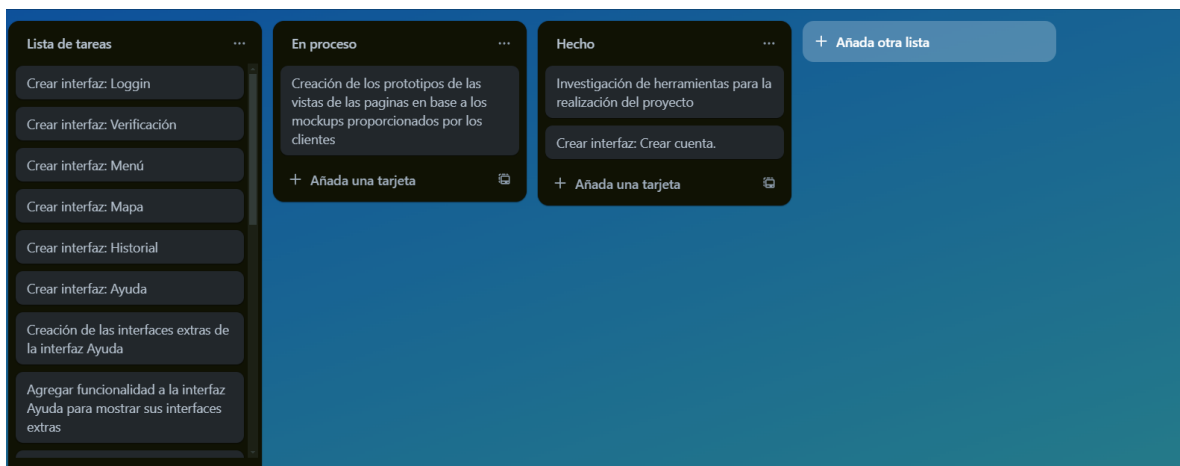 Lista de tareas
Crear interfaz: Loggin
Crear interfaz: Verificación
Crear interfaz: Menú
Crear interfaz: Mapa
Crear interfaz: Historial
Crear interfaz: Ayuda
Creación de las interfaces extras de
la interfaz Ayuda
Agregar funcionalidad a la interfaz
Ayuda para mostrar sus interfaces
extras
En proceso
Creación de los prototipos de las
vistas de las paginas en base a los
mockups proporcionados por los
clientes
+ Añada una tarjeta
Hecho
Investigación de herramientas para la
realización del proyecto
Crear interfaz: Crear cuenta.
+ Añada una tarjeta
+ Añada otra lista